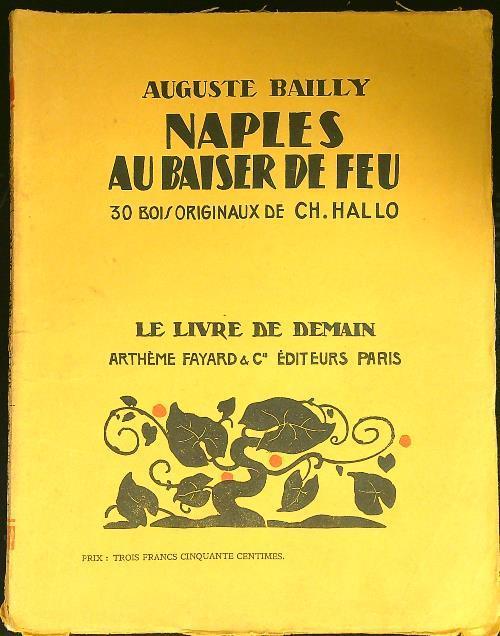 AUGUSTE BAILLY
NAPLES
AU BAISER DE FEU
30 BOIS ORIGINAUX DE CH. HALLO
LE LIVRE DE DEMAIN
ARTHÈME FAYARD & Cie ÉDITEURS PARIS
PRIX : TROIS FRANCS CINQUANTE CENTIMES.